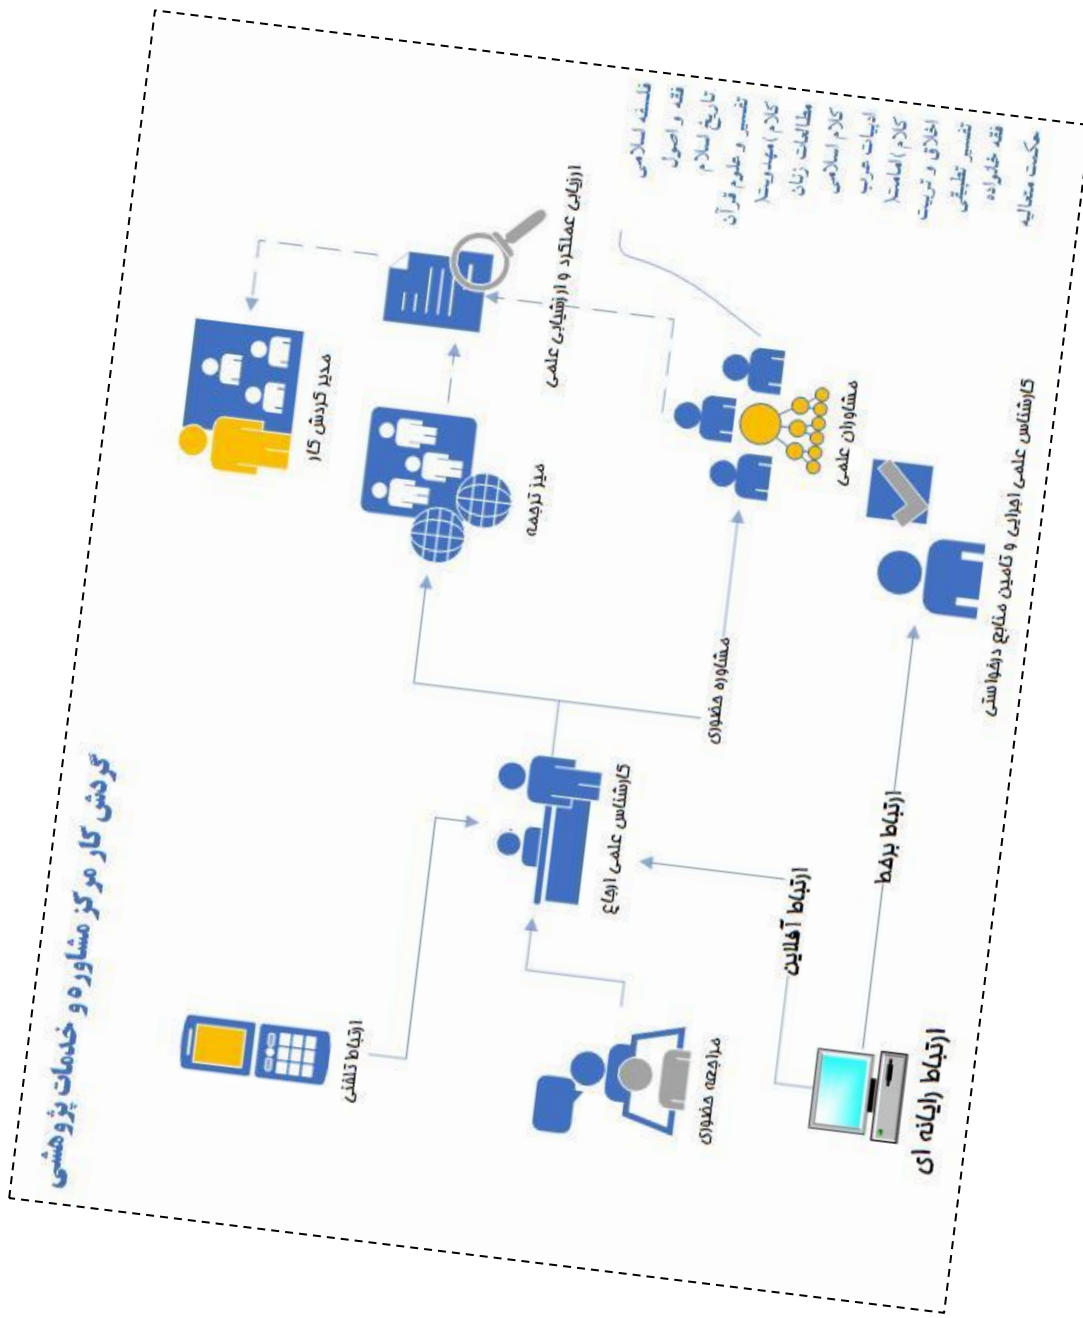 گردش کار مرکز مشاوره و خدمات پژوهشی
ارتباط تلفنی
مراجعه حضوری
ارتباط رایانه ای
ارتباط آفلاین
ارتباط برخط
کارشناس علمی ارجاع
مشاوره حضوری
میز ترجمه
مدیر گردش کار
ارزیابی عملکرد و ارزشیابی علمی
مشاوران علمی
کارشناس علمی اجرایی و تامین منابع درخواستی
فلسفه اسلامی
فقه و اصول
تاریخ اسلام
تفسیر و علوم قرآن
کلام )مهدویت(
مطالعات زنان
کلام اسلامی
ادبیات عرب
کلام )امامت(
اخلاق و تربیت
تفسیر تطبیقی
فقه خانواده
حکمت متعالیه